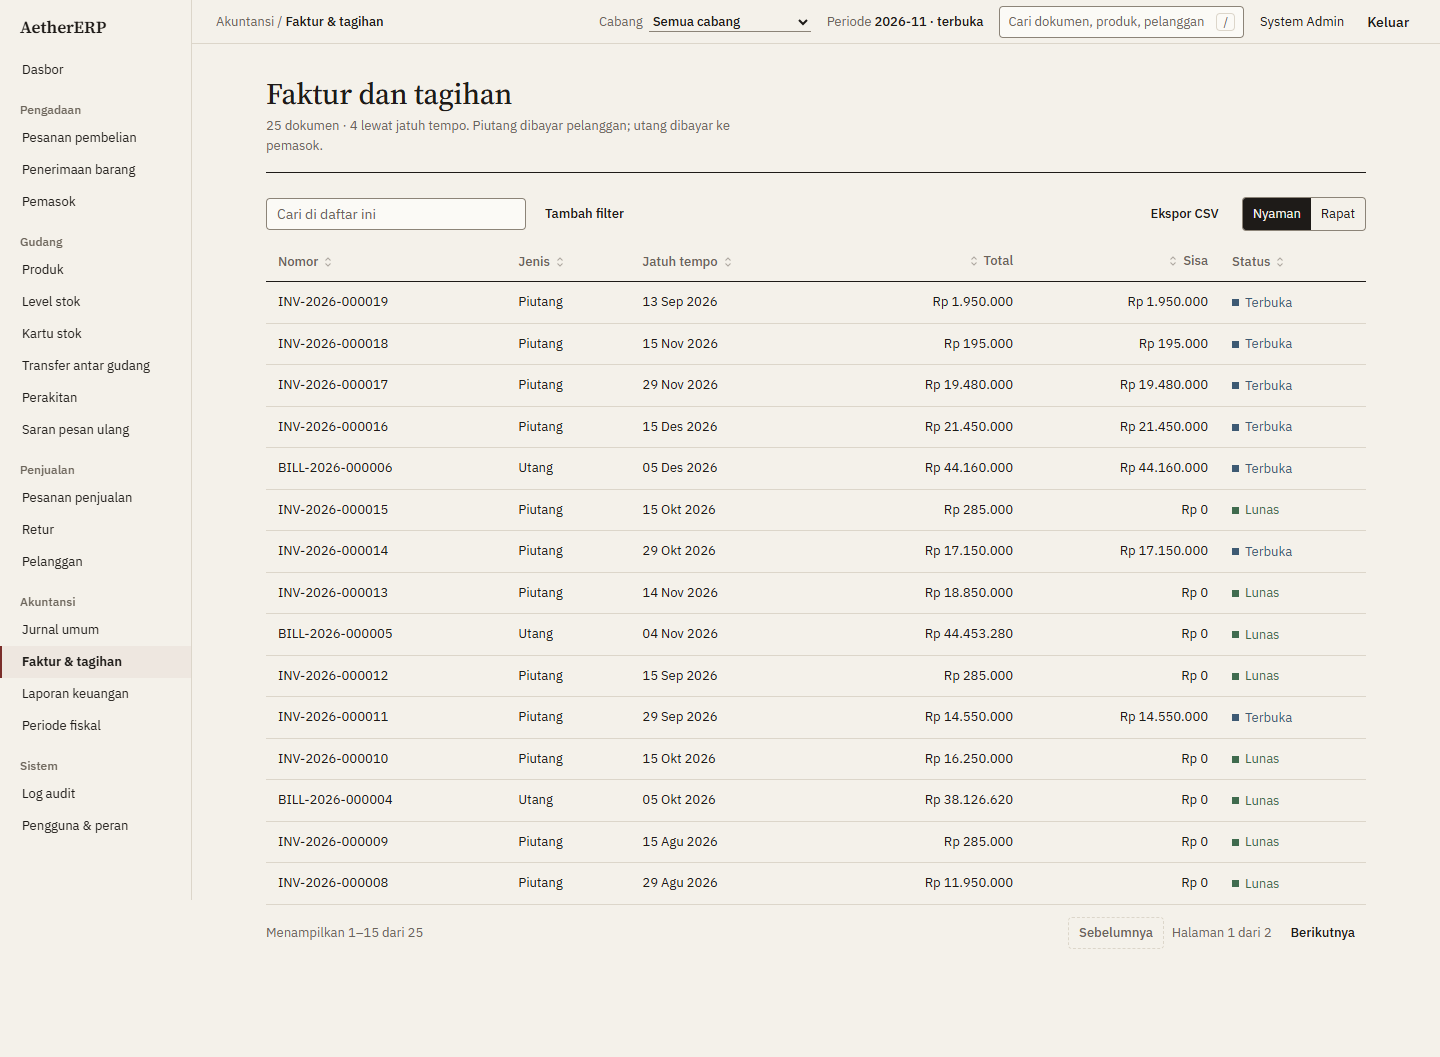 AetherERP
Akuntansi / Faktur & tagihan
Cabang Semua cabang
Periode 2026-11 · terbuka
Cari dokumen, produk, pelanggan /
System Admin
Keluar
Dasbor
Pengadaan
Pesanan pembelian
Penerimaan barang
Pemasok
Gudang
Produk
Level stok
Kartu stok
Transfer antar gudang
Perakitan
Saran pesan ulang
Penjualan
Pesanan penjualan
Retur
Pelanggan
Akuntansi
Jurnal umum
Faktur & tagihan
Laporan keuangan
Periode fiskal
Sistem
Log audit
Pengguna & peran
Faktur dan tagihan
25 dokumen · 4 lewat jatuh tempo. Piutang dibayar pelanggan; utang dibayar ke
pemasok.
Cari di daftar ini
Tambah filter
Ekspor CSV
Nyaman Rapat
Nomor Jenis Jatuh tempo Total Sisa Status
INV-2026-000019 Piutang 13 Sep 2026 Rp 1.950.000 Rp 1.950.000 Terbuka
INV-2026-000018 Piutang 15 Nov 2026 Rp 195.000 Rp 195.000 Terbuka
INV-2026-000017 Piutang 29 Nov 2026 Rp 19.480.000 Rp 19.480.000 Terbuka
INV-2026-000016 Piutang 15 Des 2026 Rp 21.450.000 Rp 21.450.000 Terbuka
BILL-2026-000006 Utang 05 Des 2026 Rp 44.160.000 Rp 44.160.000 Terbuka
INV-2026-000015 Piutang 15 Okt 2026 Rp 285.000 Rp 0 Lunas
INV-2026-000014 Piutang 29 Okt 2026 Rp 17.150.000 Rp 17.150.000 Terbuka
INV-2026-000013 Piutang 14 Nov 2026 Rp 18.850.000 Rp 0 Lunas
BILL-2026-000005 Utang 04 Nov 2026 Rp 44.453.280 Rp 0 Lunas
INV-2026-000012 Piutang 15 Sep 2026 Rp 285.000 Rp 0 Lunas
INV-2026-000011 Piutang 29 Sep 2026 Rp 14.550.000 Rp 14.550.000 Terbuka
INV-2026-000010 Piutang 15 Okt 2026 Rp 16.250.000 Rp 0 Lunas
BILL-2026-000004 Utang 05 Okt 2026 Rp 38.126.620 Rp 0 Lunas
INV-2026-000009 Piutang 15 Agu 2026 Rp 285.000 Rp 0 Lunas
INV-2026-000008 Piutang 29 Agu 2026 Rp 11.950.000 Rp 0 Lunas
Menampilkan 1–15 dari 25
Sebelumnya Halaman 1 dari 2 Berikutnya